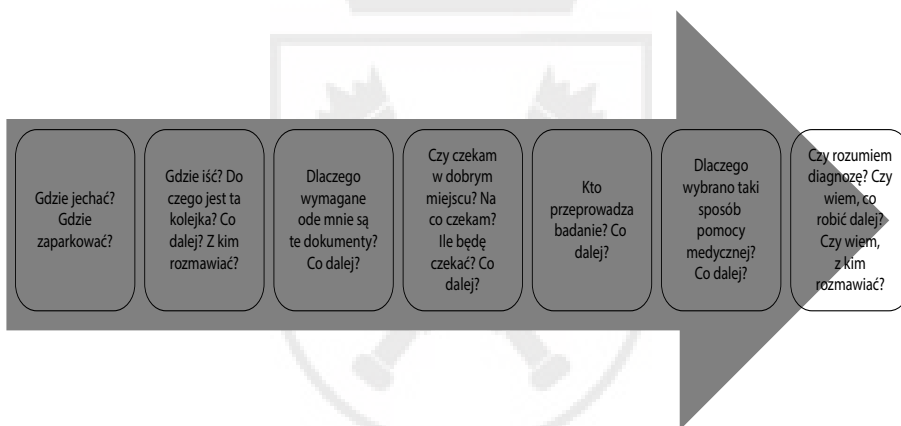 Gdzie jechać?
Gdzie
zaparkować?
Gdzie iść? Do
czego jest ta
kolejka? Co
dalej? Z kim
rozmawiać?
Dlaczego
wymagane
ode mnie są
te dokumenty?
Co dalej?
Czy czekam
w dobrym
miejscu? Na
co czekam?
Ile będę
czekać? Co
dalej?
Kto
przeprowadza
badanie? Co
dalej?
Dlaczego
wybrano taki
sposób
pomocy
medycznej?
Co dalej?
Czy rozumiem
diagnozę? Czy
wiem, co
robić dalej?
Czy wiem,
z kim
rozmawiać?